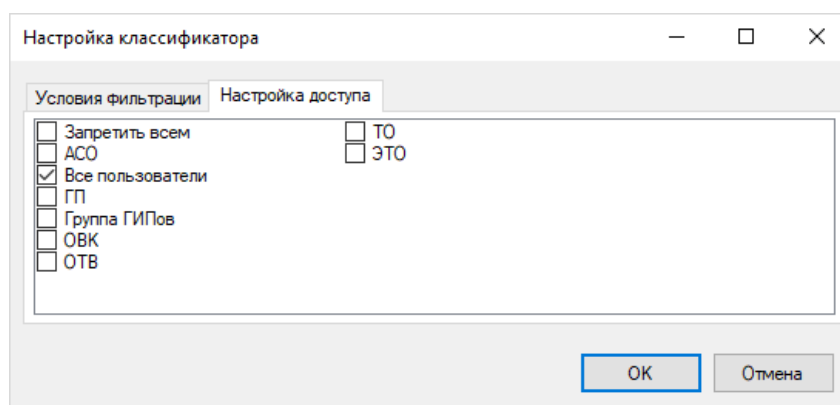 Настройка классификатора
Условия фильтрации Настройка доступа
Запретить всем
АСО
Все пользователи
ГП
Группа ГИПов
ОВК
ОТВ
ТО
ЭТО
OK Отмена